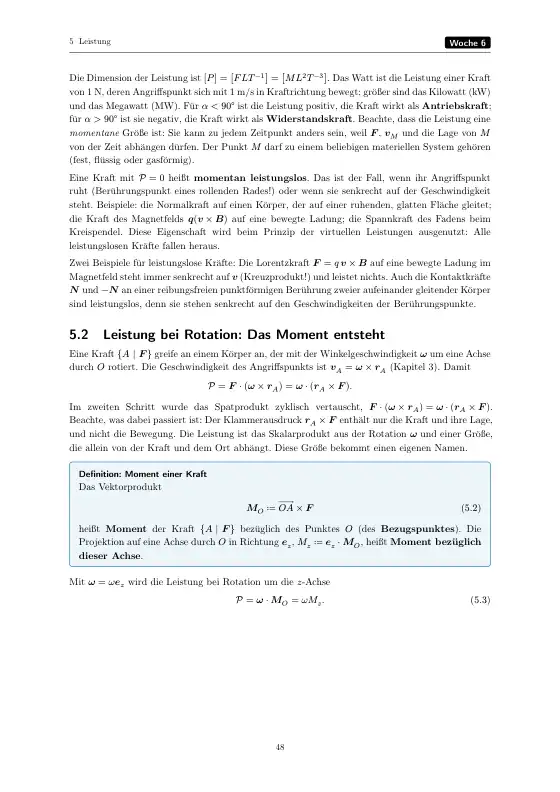 5 Leistung
Woche 6
Die Dimension der Leistung ist [P] = [FLT⁻¹] = [ML²T⁻³]. Das Watt ist die Leistung einer Kraft
von 1 N, deren Angriffspunkt sich mit 1 m/s in Kraftrichtung bewegt; größer sind das Kilowatt (kW)
und das Megawatt (MW). Für α < 90° ist die Leistung positiv, die Kraft wirkt als Antriebskraft;
für α > 90° ist sie negativ, die Kraft wirkt als Widerstandskraft. Beachte, dass die Leistung eine
momentane Größe ist: Sie kann zu jedem Zeitpunkt anders sein, weil F, v_M und die Lage von M
von der Zeit abhängen dürfen. Der Punkt M darf zu einem beliebigen materiellen System gehören
(fest, flüssig oder gasförmig).
Eine Kraft mit 𝒫 = 0 heißt momentan leistungslos. Das ist der Fall, wenn ihr Angriffspunkt
ruht (Berührungspunkt eines rollenden Rades!) oder wenn sie senkrecht auf der Geschwindigkeit
steht. Beispiele: die Normalkraft auf einen Körper, der auf einer ruhenden, glatten Fläche gleitet;
die Kraft des Magnetfelds q(v × B) auf eine bewegte Ladung; die Spannkraft des Fadens beim
Kreispendel. Diese Eigenschaft wird beim Prinzip der virtuellen Leistungen ausgenutzt: Alle
leistungslosen Kräfte fallen heraus.
Zwei Beispiele für leistungslose Kräfte: Die Lorentzkraft F = q v × B auf eine bewegte Ladung im
Magnetfeld steht immer senkrecht auf v (Kreuzprodukt!) und leistet nichts. Auch die Kontaktkräfte
N und −N an einer reibungsfreien punktförmigen Berührung zweier aufeinander gleitender Körper
sind leistungslos, denn sie stehen senkrecht auf den Geschwindigkeiten der Berührungspunkte.
5.2 Leistung bei Rotation: Das Moment entsteht
Eine Kraft {A | F} greife an einem Körper an, der mit der Winkelgeschwindigkeit ω um eine Achse
durch O rotiert. Die Geschwindigkeit des Angriffspunkts ist v_A = ω × r_A (Kapitel 3). Damit
𝒫 = F · (ω × r_A) = ω · (r_A × F).
Im zweiten Schritt wurde das Spatprodukt zyklisch vertauscht, F · (ω × r_A) = ω · (r_A × F).
Beachte, was dabei passiert ist: Der Klammerausdruck r_A × F enthält nur die Kraft und ihre Lage,
und nicht die Bewegung. Die Leistung ist das Skalarprodukt aus der Rotation ω und einer Größe,
die allein von der Kraft und dem Ort abhängt. Diese Größe bekommt einen eigenen Namen.
Definition: Moment einer Kraft
Das Vektorprodukt
M_O ≔ O͞A⃗ × F (5.2)
heißt Moment der Kraft {A | F} bezüglich des Punktes O (des Bezugspunktes). Die
Projektion auf eine Achse durch O in Richtung e_z, M_z ≔ e_z · M_O, heißt Moment bezüglich
dieser Achse.
Mit ω = ωe_z wird die Leistung bei Rotation um die z-Achse
𝒫 = ω · M_O = ωM_z. (5.3)
48